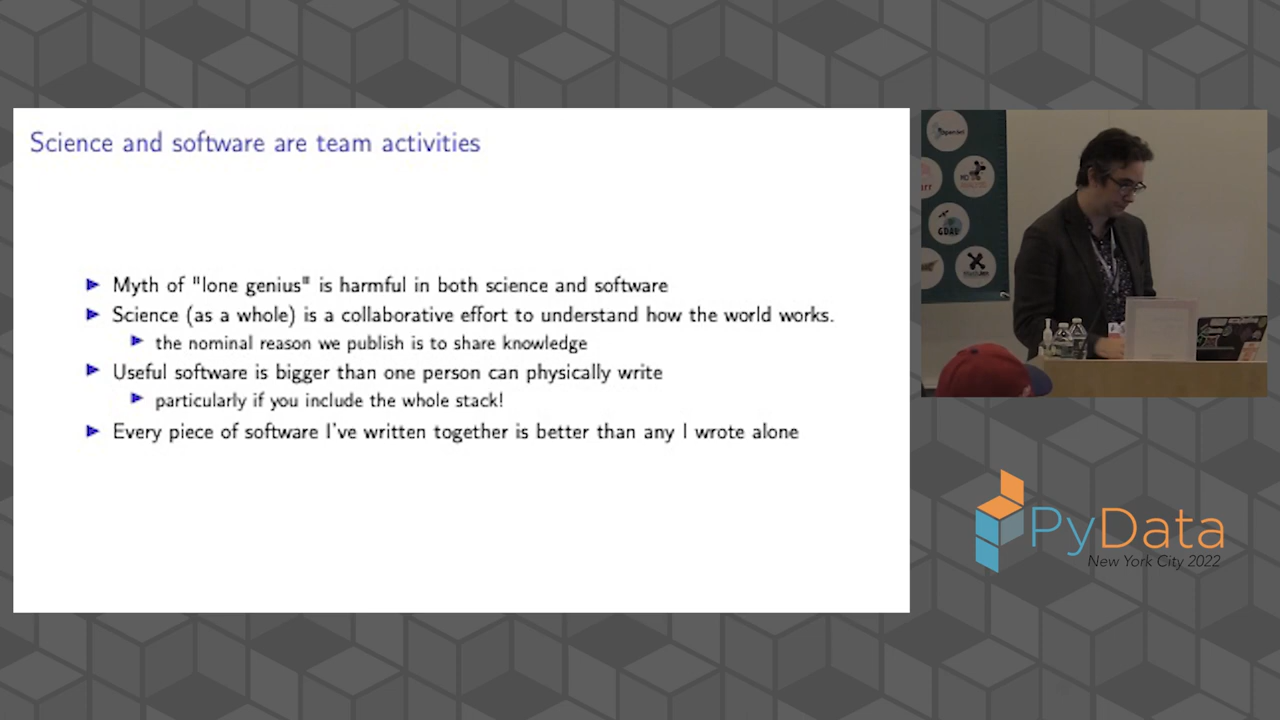 Science and software are team activities
Myth of "lone genius" is harmful in both science and software
Science (as a whole) is a collaborative effort to understand how the world works.
the nominal reason we publish is to share knowledge
Useful software is bigger than one person can physically write
particularly if you include the whole stack!
Every piece of software I've written together is better than any I wrote alone
GDAL
PyData
New York City 2022